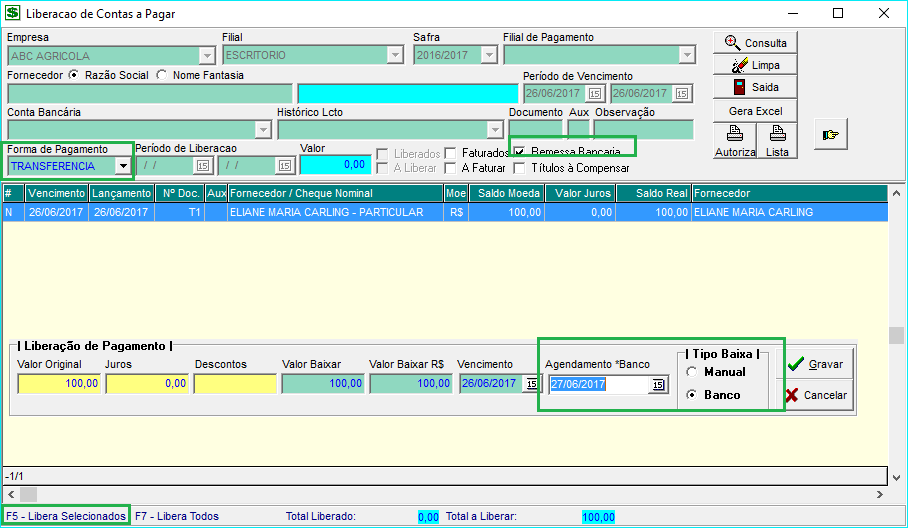 Liberacao de Contas a Pagar
Empresa Filial Safra Filial de Pagamento
ABC AGRICOLA ESCRITORIO 2016/2017
Consulta
Limpa
Saida
Gera Excel
Autoriza Lista
Fornecedor Razão Social Nome Fantasia Período de Vencimento
26/06/2017 15 26/06/2017 15
Conta Bancária Histórico Lcto Documento Aux Observação
Forma de Pagamento Período de Liberacao Valor
TRANSFERENCIA / / 15 / / 15 0,00
Liberados Faturados Remessa Bancaria
A Liberar A Faturar Títulos à Compensar
# Vencimento Lançamento Nº Doc. Aux Fornecedor / Cheque Nominal Moe Saldo Moeda Valor Juros Saldo Real Fornecedor
N 26/06/2017 26/06/2017 T1 ELIANE MARIA CARLING - PARTICULAR R$ 100,00 0,00 100,00 ELIANE MARIA CARLING
| Liberação de Pagamento |
Valor Original Juros Descontos Valor Baixar Valor Baixar R$ Vencimento Agendamento *Banco
100,00 0,00 100,00 100,00 26/06/2017 15 27/06/2017 15
| Tipo Baixa |
Manual
Banco
Gravar
Cancelar
-1/1
F5 - Libera Selecionados F7 - Libera Todos Total Liberado: 0,00 Total a Liberar: 100,00